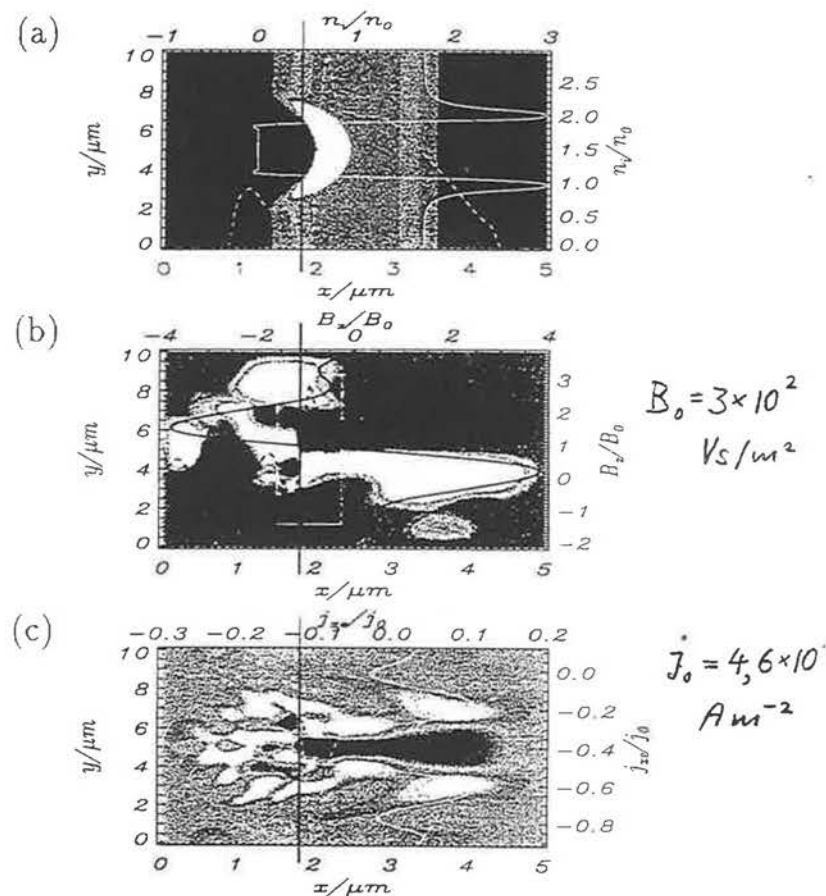 (a)
n_i/n_0
-1 0 1 2 3
10
8
6
4
2
0
y/μm
2.5
2.0
1.5
1.0
0.5
0.0
n_i/n_0
0 1 2 3 4 5
x/μm
(b)
-4 -2 0 2 4
B_z/B_0
10
8
6
4
2
0
y/μm
3
2
1
0
-1
-2
B_z/B_0
0 1 2 3 4 5
x/μm
B_0 = 3×10^2
Vs/m^2
(c)
-0.3 -0.2 -0.1 0.0 0.1 0.2
10
8
6
4
2
0
y/μm
0.0
-0.2
-0.4
-0.6
-0.8
0 1 2 3 4 5
x/μm
j_0 = 4,6×10
A m^-2